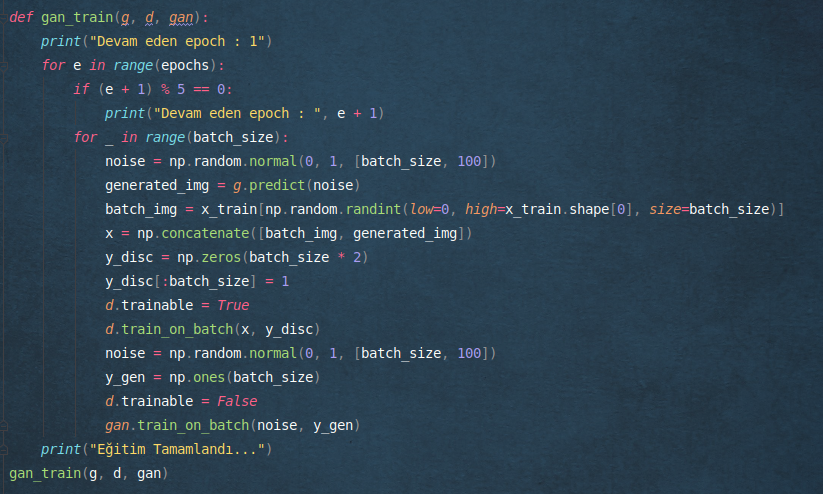 def gan_train(g, d, gan):
    print("Devam eden epoch : 1")
    for e in range(epochs):
        if (e + 1) % 5 == 0:
            print("Devam eden epoch : ", e + 1)
        for _ in range(batch_size):
            noise = np.random.normal(0, 1, [batch_size, 100])
            generated_img = g.predict(noise)
            batch_img = x_train[np.random.randint(low=0, high=x_train.shape[0], size=batch_size)]
            x = np.concatenate([batch_img, generated_img])
            y_disc = np.zeros(batch_size * 2)
            y_disc[:batch_size] = 1
            d.trainable = True
            d.train_on_batch(x, y_disc)
            noise = np.random.normal(0, 1, [batch_size, 100])
            y_gen = np.ones(batch_size)
            d.trainable = False
            gan.train_on_batch(noise, y_gen)
    print("Eğitim Tamamlandı...")
gan_train(g, d, gan)